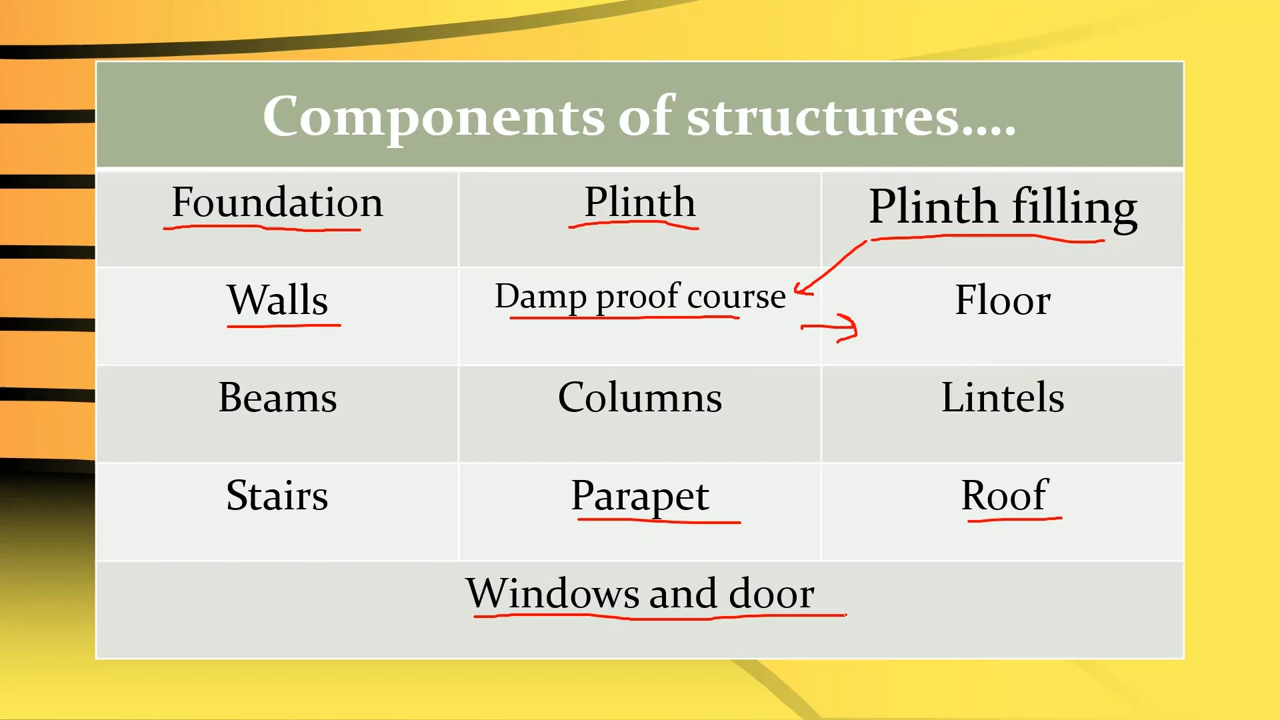 Components of structures....
Foundation
Plinth
Plinth filling
Walls
Damp proof course
Floor
Beams
Columns
Lintels
Stairs
Parapet
Roof
Windows and door